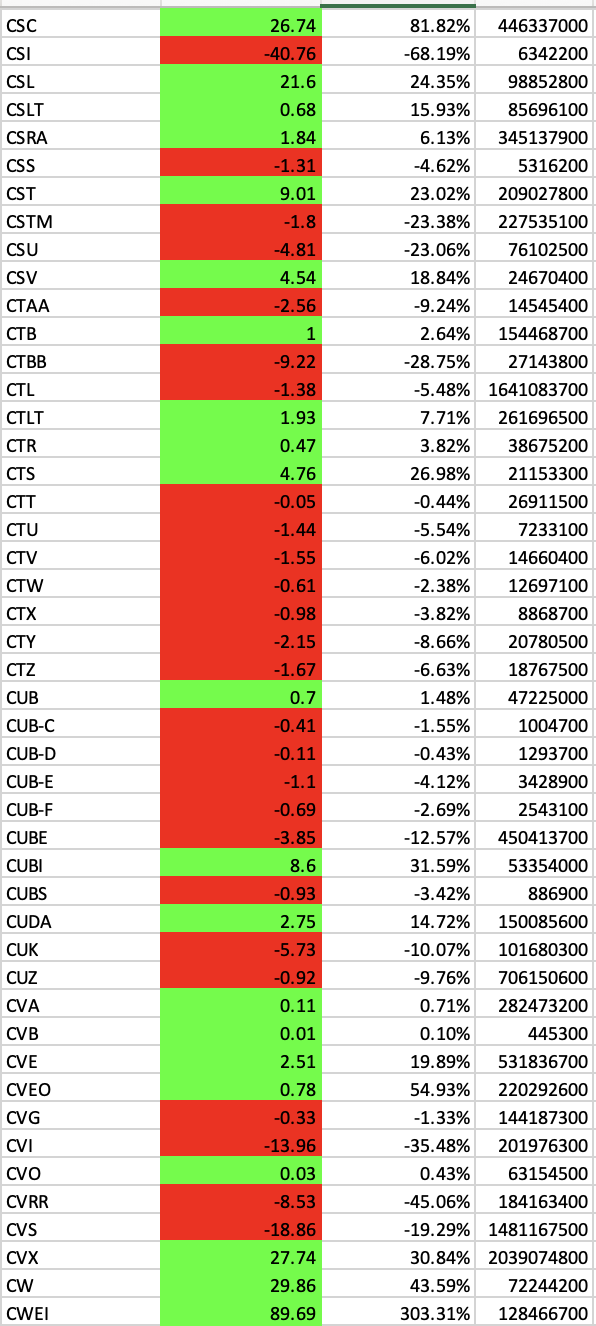 CSC 26.74 81.82% 446337000
CSI -40.76 -68.19% 6342200
CSL 21.6 24.35% 98852800
CSLT 0.68 15.93% 85696100
CSRA 1.84 6.13% 345137900
CSS -1.31 -4.62% 5316200
CST 9.01 23.02% 209027800
CSTM -1.8 -23.38% 227535100
CSU -4.81 -23.06% 76102500
CSV 4.54 18.84% 24670400
CTAA -2.56 -9.24% 14545400
CTB 1 2.64% 154468700
CTBB -9.22 -28.75% 27143800
CTL -1.38 -5.48% 1641083700
CTLT 1.93 7.71% 261696500
CTR 0.47 3.82% 38675200
CTS 4.76 26.98% 21153300
CTT -0.05 -0.44% 26911500
CTU -1.44 -5.54% 7233100
CTV -1.55 -6.02% 14660400
CTW -0.61 -2.38% 12697100
CTX -0.98 -3.82% 8868700
CTY -2.15 -8.66% 20780500
CTZ -1.67 -6.63% 18767500
CUB 0.7 1.48% 47225000
CUB-C -0.41 -1.55% 1004700
CUB-D -0.11 -0.43% 1293700
CUB-E -1.1 -4.12% 3428900
CUB-F -0.69 -2.69% 2543100
CUBE -3.85 -12.57% 450413700
CUBI 8.6 31.59% 53354000
CUBS -0.93 -3.42% 886900
CUDA 2.75 14.72% 150085600
CUK -5.73 -10.07% 101680300
CUZ -0.92 -9.76% 706150600
CVA 0.11 0.71% 282473200
CVB 0.01 0.10% 445300
CVE 2.51 19.89% 531836700
CVEO 0.78 54.93% 220292600
CVG -0.33 -1.33% 144187300
CVI -13.96 -35.48% 201976300
CVO 0.03 0.43% 63154500
CVRR -8.53 -45.06% 184163400
CVS -18.86 -19.29% 1481167500
CVX 27.74 30.84% 2039074800
CW 29.86 43.59% 72244200
CWEI 89.69 303.31% 128466700